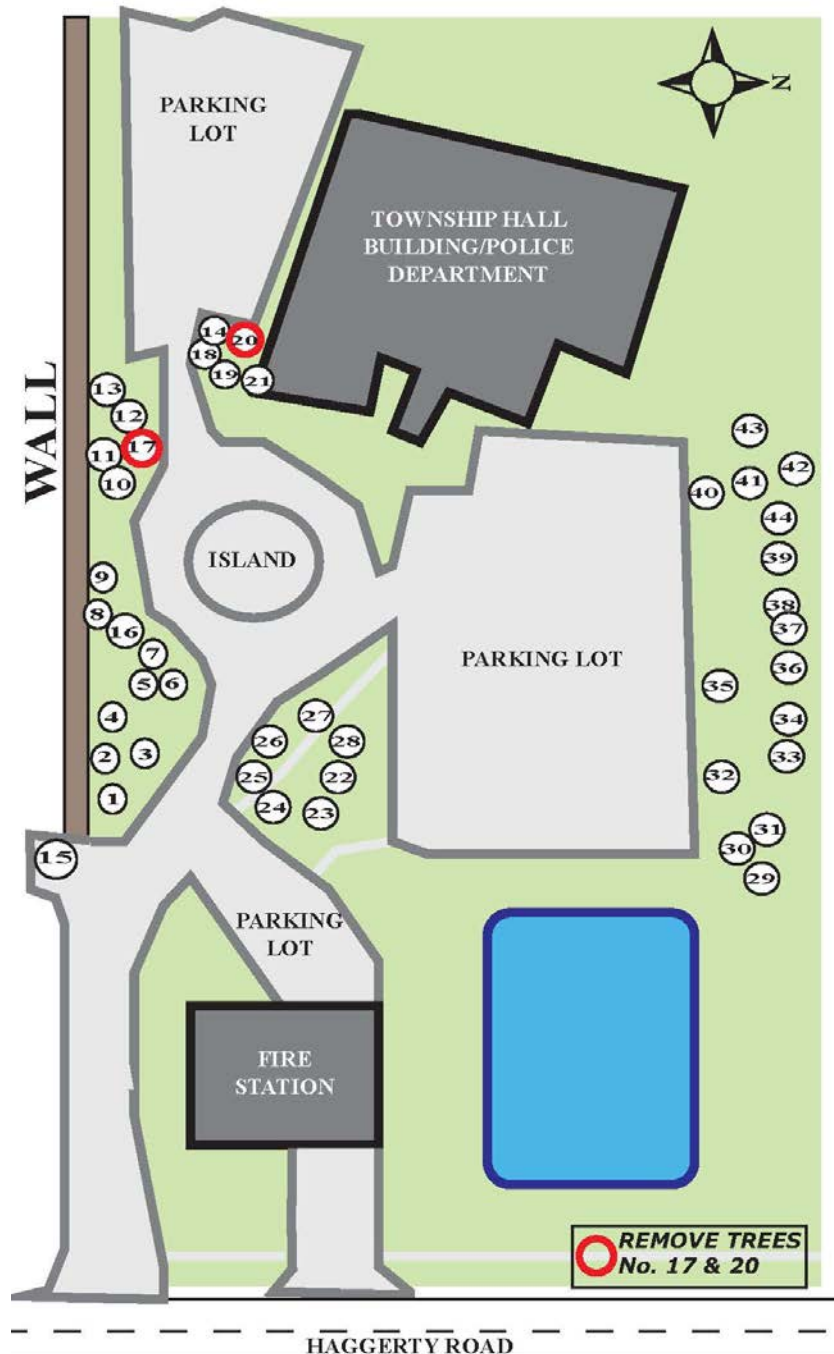 PARKING
LOT
N
TOWNSHIP HALL
BUILDING/POLICE
DEPARTMENT
WALL
14
20
18
19
21
13
12
17
11
10
43
42
41
40
44
39
ISLAND
9
8
16
7
5
6
4
2
3
1
PARKING LOT
38
37
36
35
34
33
32
31
30
29
27
26
28
25
22
24
23
15
PARKING
LOT
FIRE
STATION
REMOVE TREES
No. 17 & 20
HAGGERTY ROAD